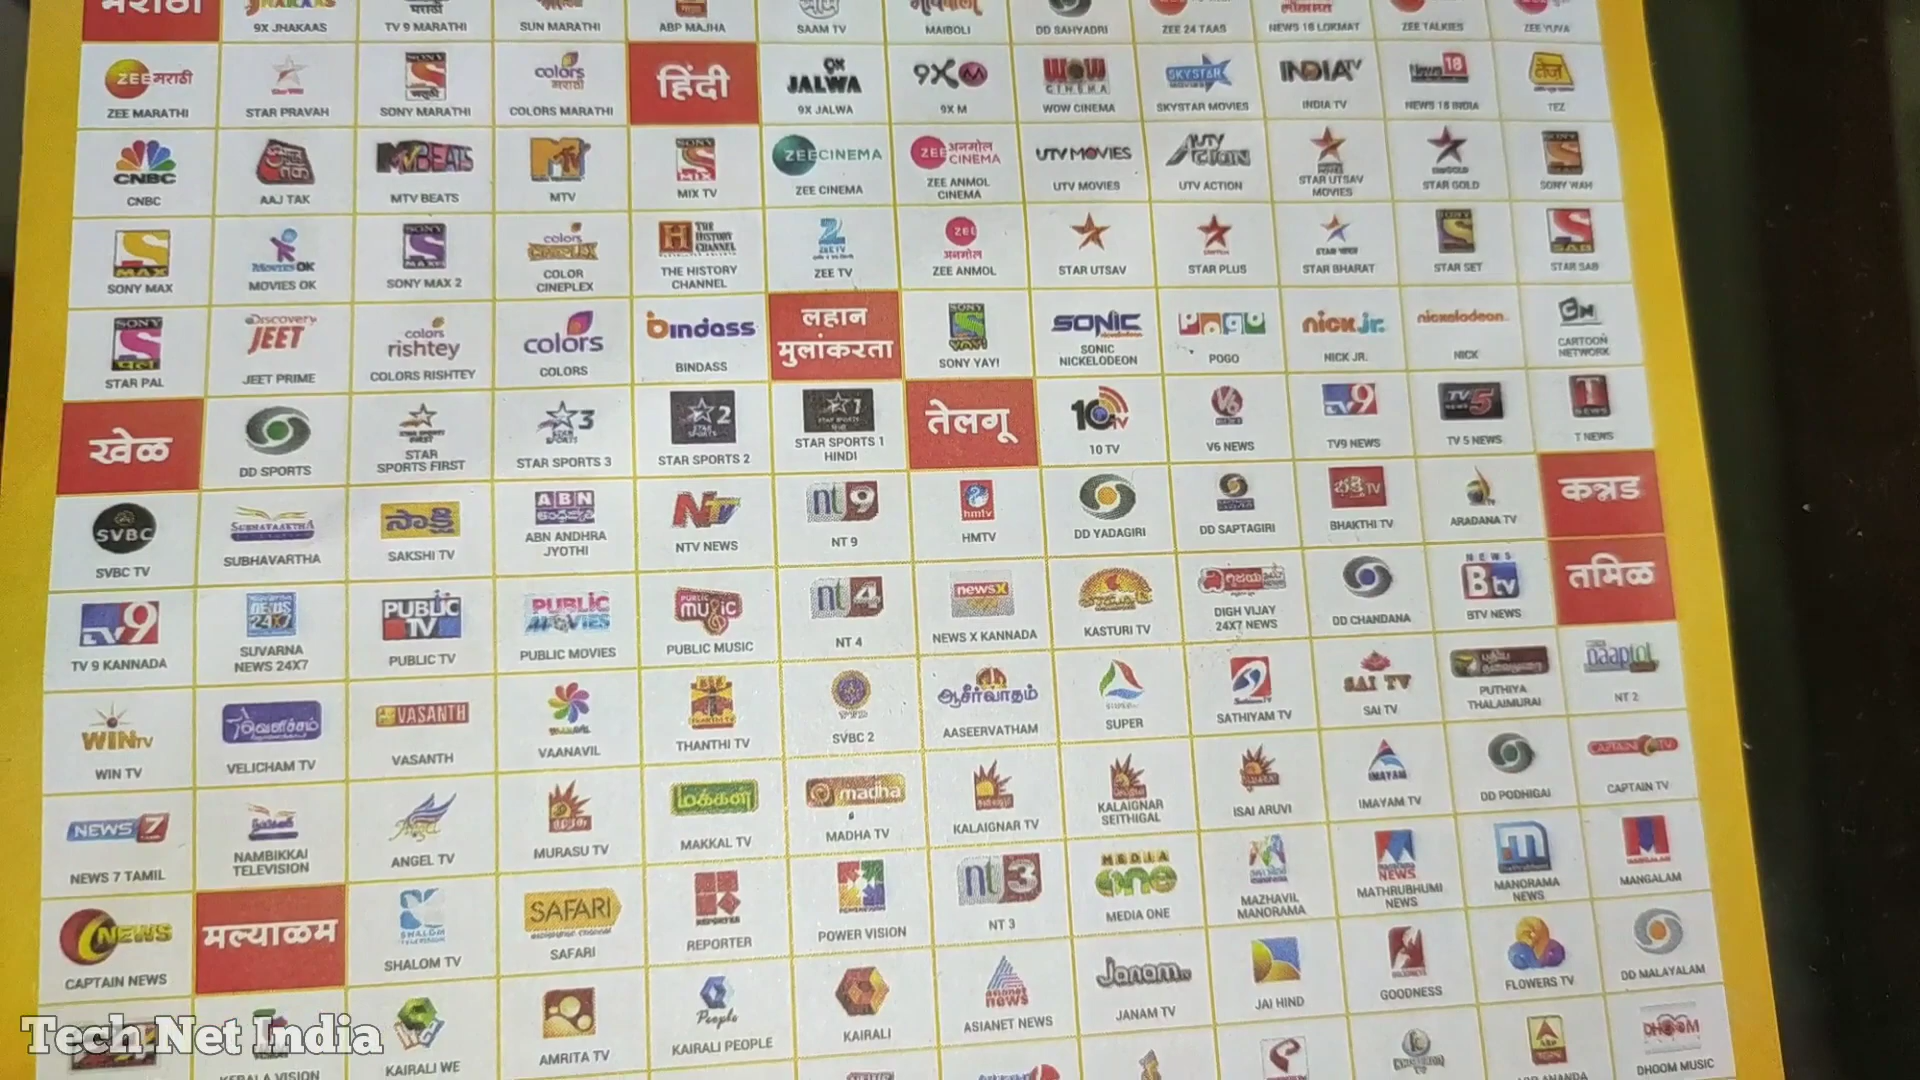 मराठी
9X JHAKAAS
TV 9 MARATHI
SUN MARATHI
ABP MAJHA
SAAM TV
MAIBOLI
DD SAHYADRI
ZEE 24 TAAS
NEWS 18 LOKMAT
ZEE TALKIES
ZEE YUVA
ZEE MARATHI
STAR PRAVAH
SONY MARATHI
COLORS MARATHI
हिंदी
9X JALWA
9X M
WOW CINEMA
SKYSTAR MOVIES
INDIA TV
NEWS 18 INDIA
TEZ
CNBC
AAJ TAK
MTV BEATS
MTV
MIX TV
ZEE CINEMA
ZEE ANMOL
CINEMA
UTV MOVIES
UTV ACTION
STAR UTSAV
MOVIES
STAR GOLD
SONY WAH
SONY MAX
MOVIES OK
SONY MAX 2
COLOR
CINEPLEX
THE HISTORY
CHANNEL
ZEE TV
ZEE ANMOL
STAR UTSAV
STAR PLUS
STAR BHARAT
STAR SET
STAR SAB
STAR PAL
JEET PRIME
COLORS RISHTEY
COLORS
BINDASS
लहान
मुलांकरता
SONY YAY!
SONIC
NICKELODEON
POGO
NICK JR.
NICK
CARTOON
NETWORK
खेळ
DD SPORTS
STAR
SPORTS FIRST
STAR SPORTS 3
STAR SPORTS 2
STAR SPORTS 1
HINDI
तेलगू
10 TV
V6 NEWS
TV9 NEWS
TV 5 NEWS
T NEWS
SVBC TV
SUBHAVARTHA
SAKSHI TV
ABN ANDHRA
JYOTHI
NTV NEWS
NT 9
HMTV
DD YADAGIRI
DD SAPTAGIRI
BHAKTHI TV
ARADANA TV
कन्नड
TV 9 KANNADA
SUVARNA
NEWS 24X7
PUBLIC TV
PUBLIC MOVIES
PUBLIC MUSIC
NT 4
NEWS X KANNADA
KASTURI TV
DIGH VIJAY
24X7 NEWS
DD CHANDANA
BTV NEWS
तमिळ
WIN TV
VELICHAM TV
VASANTH
VAANAVIL
THANTHI TV
SVBC 2
AASEERVATHAM
SUPER
SATHIYAM TV
SAI TV
PUTHIYA
THALAIMURAI
NT 2
NEWS 7 TAMIL
NAMBIKKAI
TELEVISION
ANGEL TV
MURASU TV
MAKKAL TV
MADHA TV
KALAIGNAR TV
KALAIGNAR
SEITHIGAL
ISAI ARUVI
IMAYAM TV
DD PODHIGAI
CAPTAIN TV
CAPTAIN NEWS
मल्याळम
SHALOM TV
SAFARI
REPORTER
POWER VISION
NT 3
MEDIA ONE
MAZHAVIL
MANORAMA
MATHRUBHUMI
NEWS
MANORAMA
NEWS
MANGALAM
KERALA VISION
KAIRALI WE
AMRITA TV
KAIRALI PEOPLE
KAIRALI
ASIANET NEWS
JANAM TV
JAI HIND
GOODNESS
FLOWERS TV
DD MALAYALAM
DHOOM MUSIC
Tech Net India